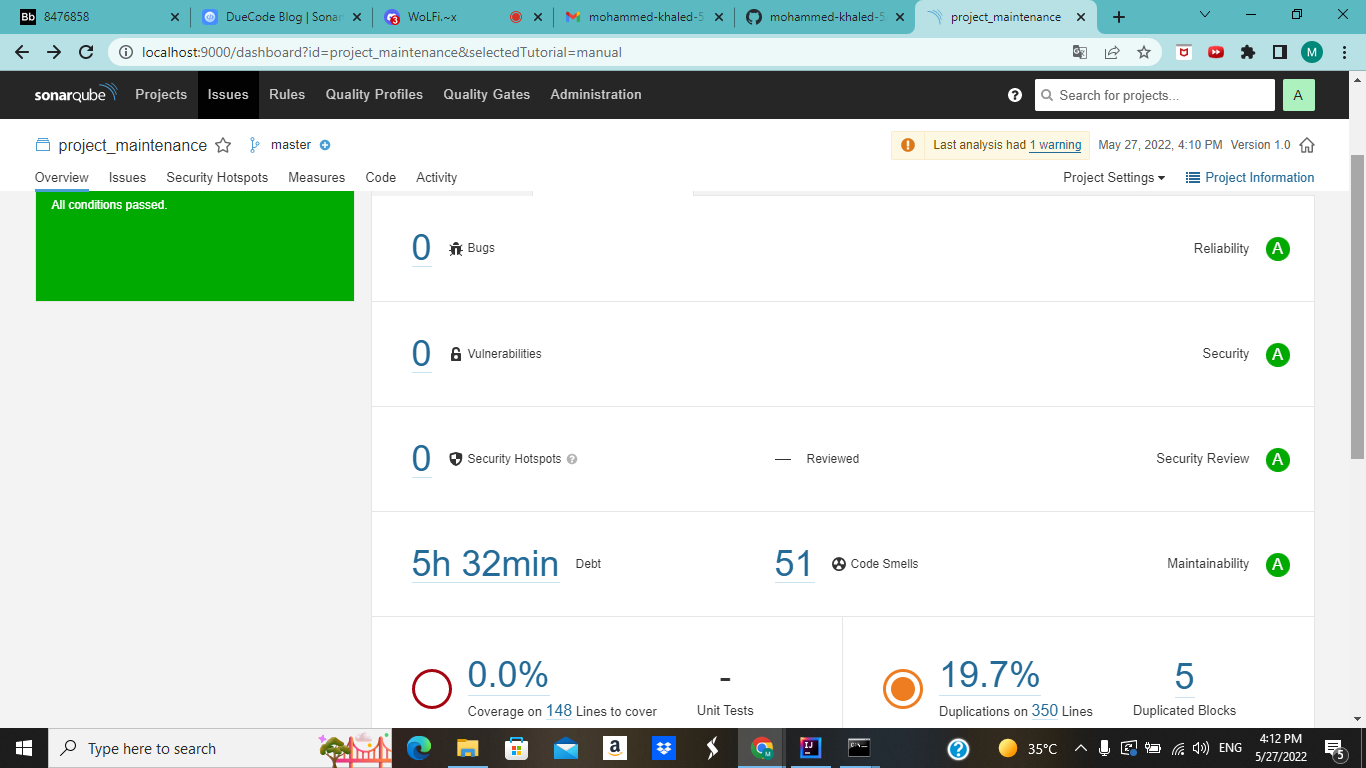 Bb 8476858
DueCode Blog | Sonar
3 WoLFi.~x
mohammed-khaled-5
mohammed-khaled-5
project_maintenance
localhost:9000/dashboard?id=project_maintenance&selectedTutorial=manual
M
sonarqube Projects Issues Rules Quality Profiles Quality Gates Administration
Search for projects... A
project_maintenance master
Last analysis had 1 warning May 27, 2022, 4:10 PM Version 1.0
Overview Issues Security Hotspots Measures Code Activity
Project Settings Project Information
All conditions passed.
0 Bugs Reliability A
0 Vulnerabilities Security A
0 Security Hotspots ? — Reviewed Security Review A
5h 32min Debt 51 Code Smells Maintainability A
0.0% -
Coverage on 148 Lines to cover Unit Tests
19.7% 5
Duplications on 350 Lines Duplicated Blocks
Type here to search
35°C ENG 4:12 PM
5/27/2022 5